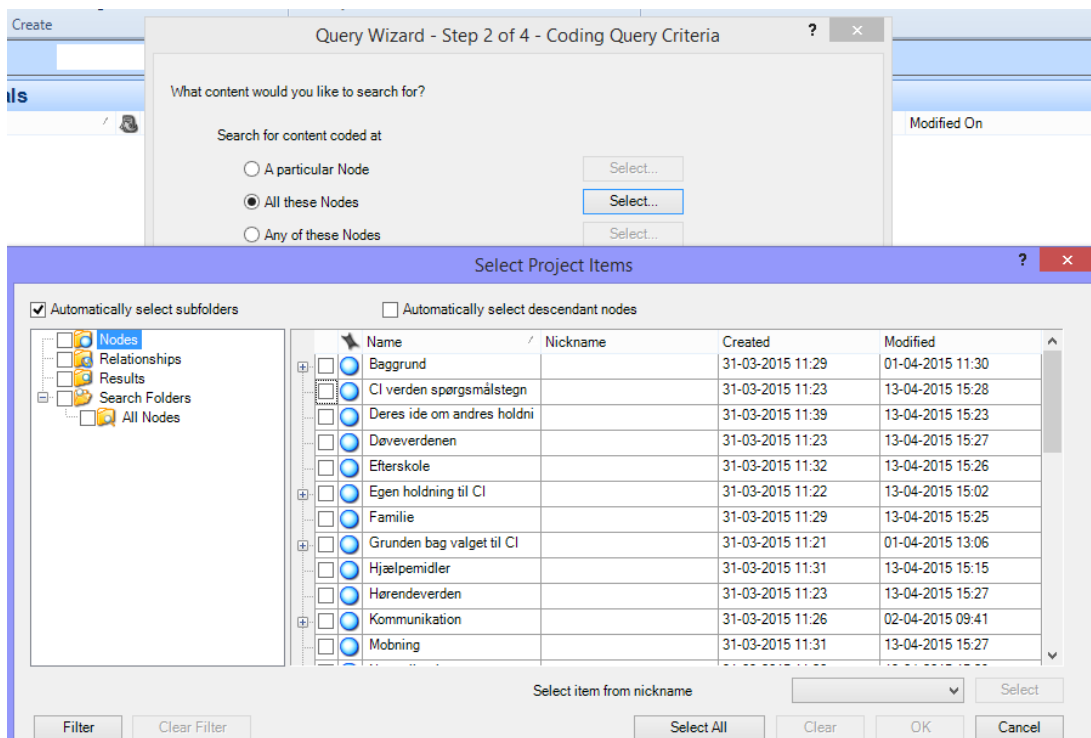 Create
Query Wizard - Step 2 of 4 - Coding Query Criteria ?
What content would you like to search for?
als
Modified On
Search for content coded at
A particular Node Select...
All these Nodes Select...
Any of these Nodes Select...
Select Project Items ?
Automatically select subfolders Automatically select descendant nodes
Nodes
Relationships
Results
Search Folders
All Nodes
Name Nickname Created Modified
Baggrund 31-03-2015 11:29 01-04-2015 11:30
CI verden spørgsmålstegn 31-03-2015 11:23 13-04-2015 15:28
Deres ide om andres holdni 31-03-2015 11:39 13-04-2015 15:23
Døveverdenen 31-03-2015 11:23 13-04-2015 15:27
Efterskole 31-03-2015 11:32 13-04-2015 15:26
Egen holdning til CI 31-03-2015 11:22 13-04-2015 15:02
Familie 31-03-2015 11:29 13-04-2015 15:25
Grunden bag valget til CI 31-03-2015 11:21 01-04-2015 13:06
Hjælpemidler 31-03-2015 11:31 13-04-2015 15:15
Hørendeverden 31-03-2015 11:23 13-04-2015 15:27
Kommunikation 31-03-2015 11:26 02-04-2015 09:41
Mobning 31-03-2015 11:31 13-04-2015 15:27
Select item from nickname Select
Filter Clear Filter Select All Clear OK Cancel